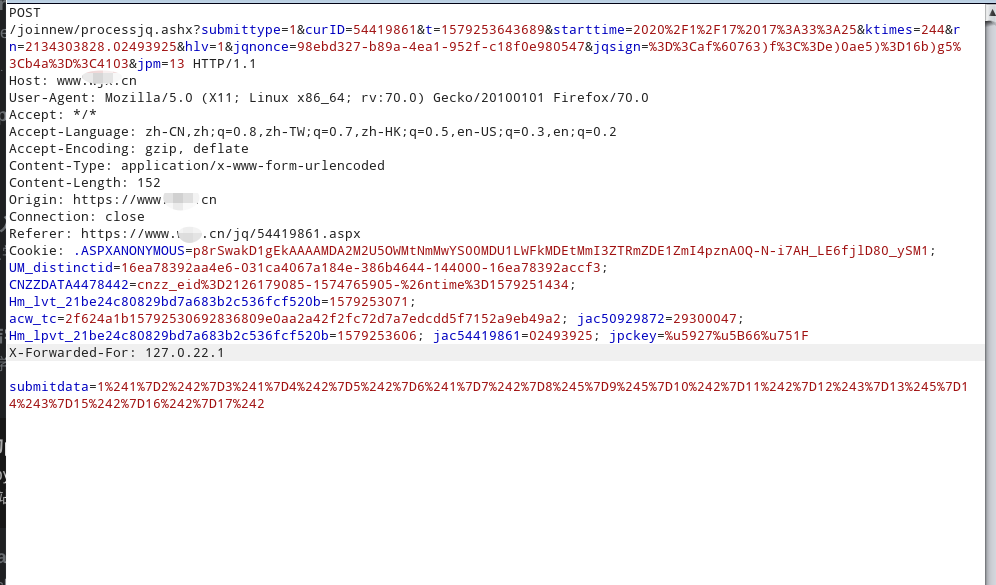 POST
/joinnew/processjq.ashx?submittype=1&curID=54419861&t=1579253643689&starttime=2020%2F1%2F17%2017%3A33%3A25&ktimes=244&r
n=2134303828.02493925&hlv=1&jqnonce=98ebd327-b89a-4ea1-952f-c18f0e980547&jqsign=%3D%3Caf%60763)f%3C%3De)0ae5)%3D16b)g5%
3Cb4a%3D%3C4103&jpm=13 HTTP/1.1
Host: www. .cn
User-Agent: Mozilla/5.0 (X11; Linux x86_64; rv:70.0) Gecko/20100101 Firefox/70.0
Accept: */*
Accept-Language: zh-CN,zh;q=0.8,zh-TW;q=0.7,zh-HK;q=0.5,en-US;q=0.3,en;q=0.2
Accept-Encoding: gzip, deflate
Content-Type: application/x-www-form-urlencoded
Content-Length: 152
Origin: https://www. .cn
Connection: close
Referer: https://www. .cn/jq/54419861.aspx
Cookie: .ASPXANONYMOUS=p8rSwakD1gEkAAAAMDA2M2U5OWMtNmMwYS00MDU1LWFkMDEtMmI3ZTRmZDE1ZmI4pznA0Q-N-i7AH_LE6fjlD80_ySM1;
UM_distinctid=16ea78392aa4e6-031ca4067a184e-386b4644-144000-16ea78392accf3;
CNZZDATA4478442=cnzz_eid%3D2126179085-1574765905-%26ntime%3D1579251434;
Hm_lvt_21be24c80829bd7a683b2c536fcf520b=1579253071;
acw_tc=2f624a1b15792530692836809e0aa2a42f2fc72d7a7edcdd5f7152a9eb49a2; jac50929872=29300047;
Hm_lpvt_21be24c80829bd7a683b2c536fcf520b=1579253606; jac54419861=02493925; jpckey=%u5927%u5B66%u751F
X-Forwarded-For: 127.0.22.1
submitdata=1%241%7D2%242%7D3%241%7D4%242%7D5%242%7D6%241%7D7%242%7D8%245%7D9%245%7D10%242%7D11%242%7D12%243%7D13%245%7D1
4%243%7D15%242%7D16%242%7D17%242